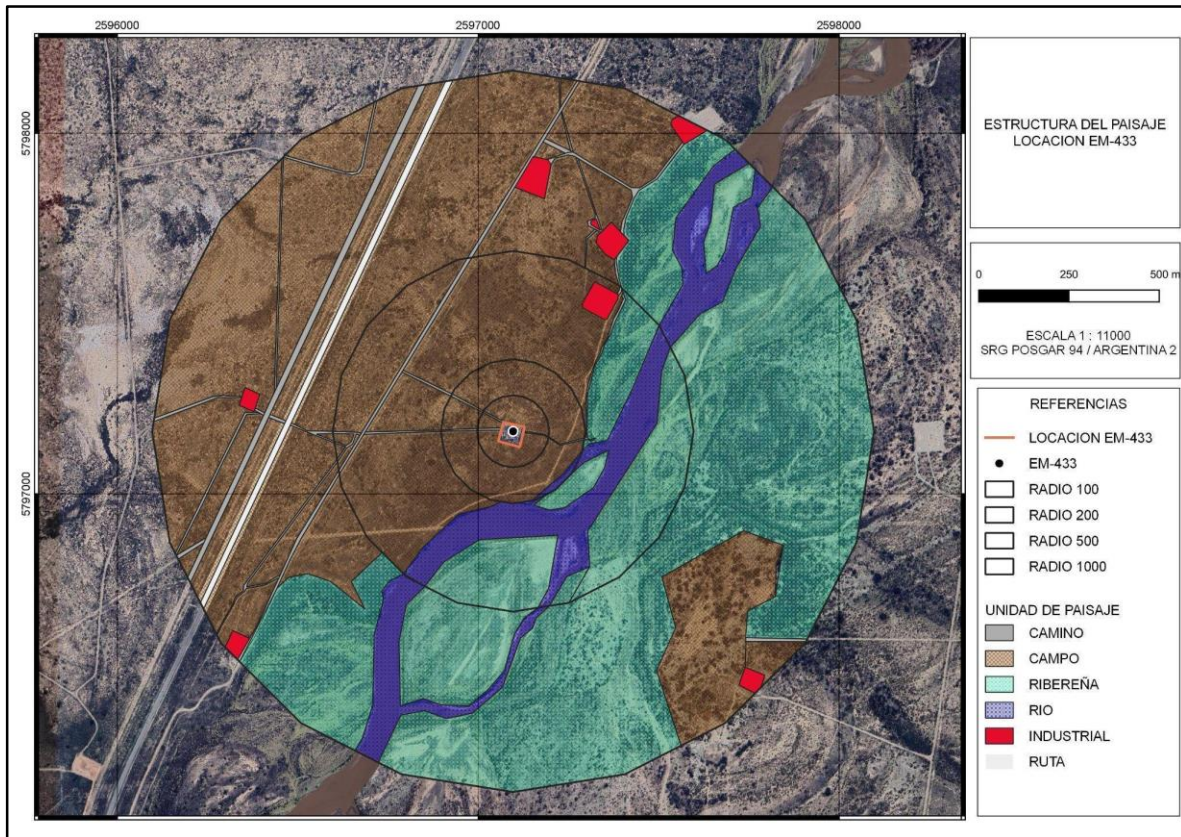 2596000
2597000
2598000
5798000
5797000
ESTRUCTURA DEL PAISAJE
LOCACION EM-433
0
250
500 m
ESCALA 1 : 11000
SRG POSGAR 94 / ARGENTINA 2
REFERENCIAS
LOCACION EM-433
EM-433
RADIO 100
RADIO 200
RADIO 500
RADIO 1000
UNIDAD DE PAISAJE
CAMINO
CAMPO
RIBEREÑA
RIO
INDUSTRIAL
RUTA